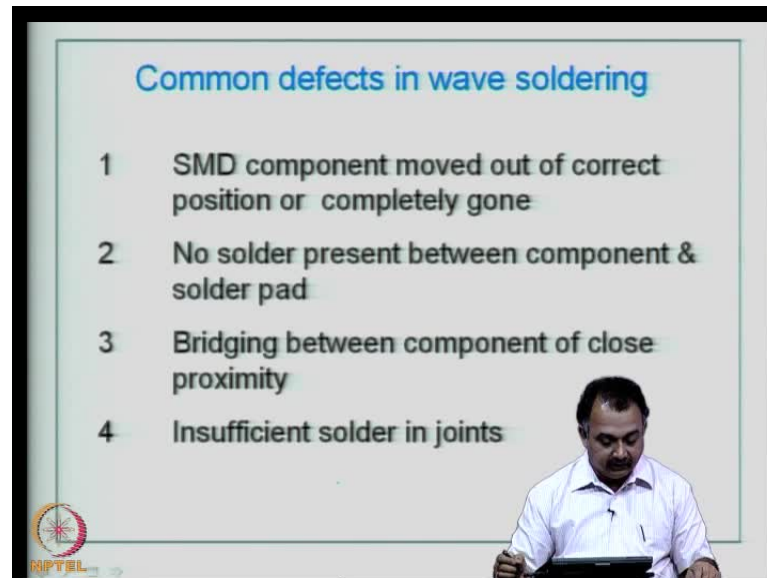 Common defects in wave soldering
1 SMD component moved out of correct
position or completely gone
2 No solder present between component &
solder pad
3 Bridging between component of close
proximity
4 Insufficient solder in joints
NPTEL